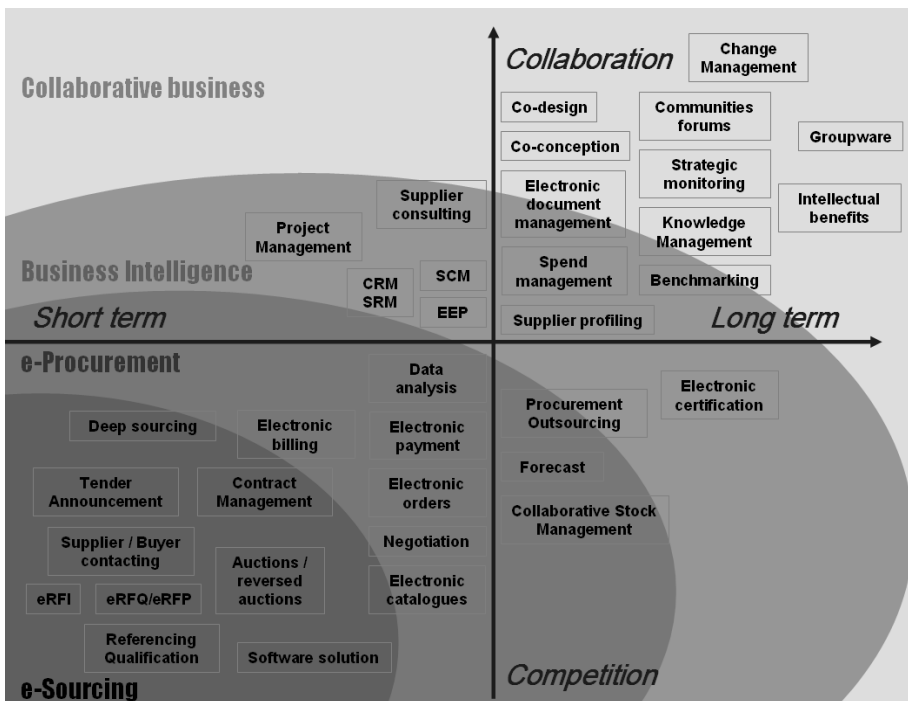 Collaboration
Change
Management
Collaborative business
Co-design
Communities
forums
Groupware
Co-conception
Strategic
monitoring
Supplier
consulting
Electronic
document
management
Intellectual
benefits
Project
Management
Knowledge
Management
Business Intelligence
CRM
SRM
SCM
Spend
management
Benchmarking
EEP
Short term
Supplier profiling
Long term
e-Procurement
Data
analysis
Electronic
certification
Procurement
Outsourcing
Deep sourcing
Electronic
billing
Electronic
payment
Forecast
Tender
Announcement
Contract
Management
Electronic
orders
Collaborative Stock
Management
Supplier / Buyer
contacting
Negotiation
Auctions /
reversed
auctions
Electronic
catalogues
eRFI
eRFQ/eRFP
Referencing
Qualification
Software solution
Competition
e-Sourcing